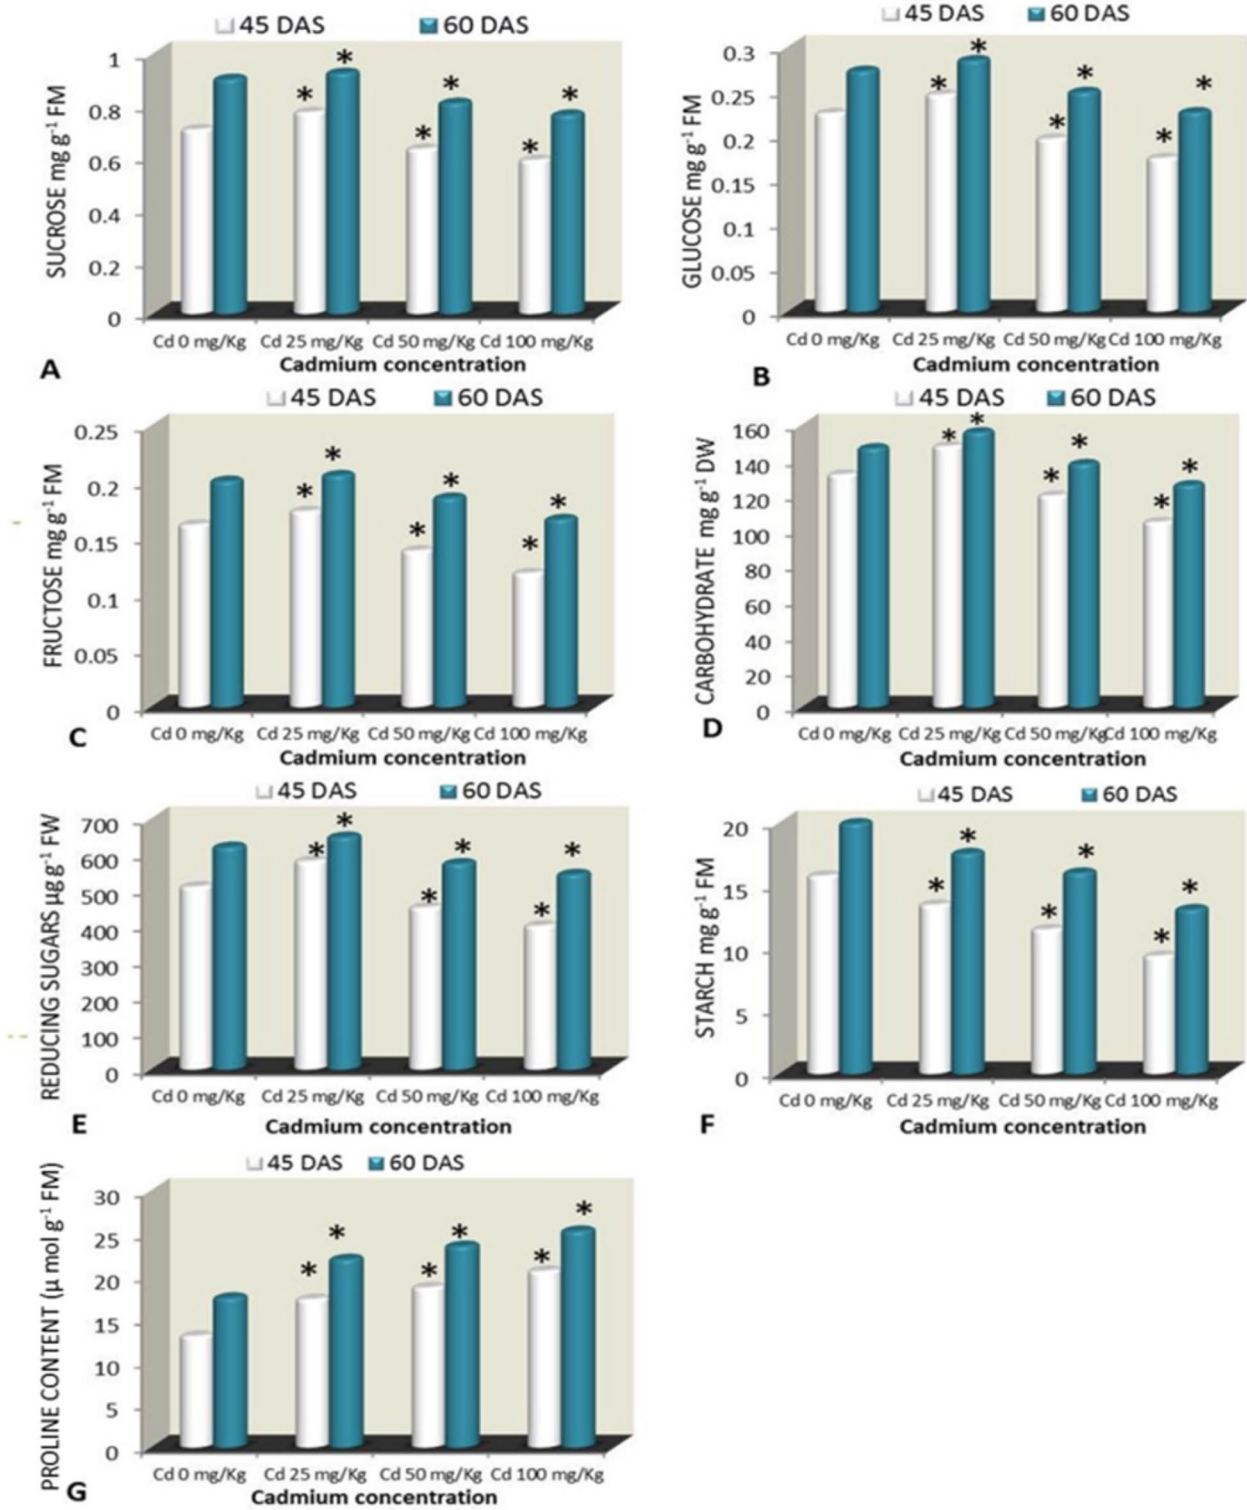 45 DAS 60 DAS
SUCROSE mg g⁻¹ FM
1
0.8
0.6
0.4
0.2
0
* * * * * *
Cd 0 mg/Kg Cd 25 mg/Kg Cd 50 mg/Kg Cd 100 mg/Kg
Cadmium concentration
A
45 DAS 60 DAS
GLUCOSE mg g⁻¹ FM
0.3
0.25
0.2
0.15
0.1
0.05
0
* * * * * *
Cd 0 mg/Kg Cd 25 mg/Kg Cd 50 mg/Kg Cd 100 mg/Kg
Cadmium concentration
B
45 DAS 60 DAS
FRUCTOSE mg g⁻¹ FM
0.25
0.2
0.15
0.1
0.05
0
* * * * * *
Cd 0 mg/Kg Cd 25 mg/Kg Cd 50 mg/Kg Cd 100 mg/Kg
Cadmium concentration
C
45 DAS 60 DAS
CARBOHYDRATE mg g⁻¹ DW
160
140
120
100
80
60
40
20
0
* * * * * *
Cd 0 mg/Kg Cd 25 mg/Kg Cd 50 mg/Kg Cd 100 mg/Kg
Cadmium concentration
D
45 DAS 60 DAS
REDUCING SUGARS µg g⁻¹ FW
700
600
500
400
300
200
100
0
* * * * * *
Cd 0 mg/Kg Cd 25 mg/Kg Cd 50 mg/Kg Cd 100 mg/Kg
Cadmium concentration
E
45 DAS 60 DAS
STARCH mg g⁻¹ FM
20
15
10
5
0
* * * * * *
Cd 0 mg/Kg Cd 25 mg/Kg Cd 50 mg/Kg Cd 100 mg/Kg
Cadmium concentration
F
45 DAS 60 DAS
PROLINE CONTENT (µ mol g⁻¹ FM)
30
25
20
15
10
5
0
* * * * * *
Cd 0 mg/Kg Cd 25 mg/Kg Cd 50 mg/Kg Cd 100 mg/Kg
Cadmium concentration
G